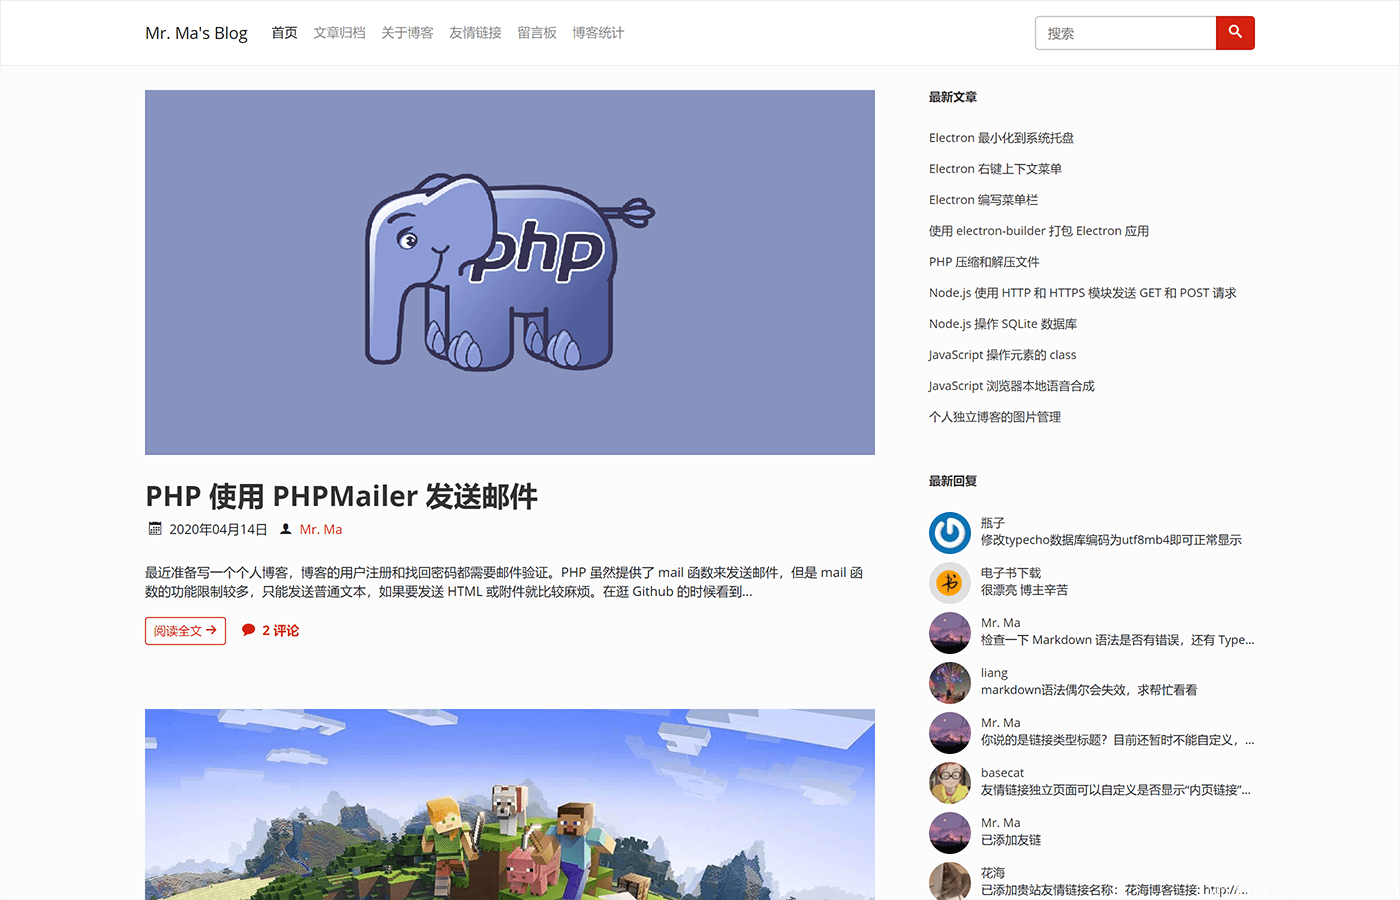 Mr. Ma's Blog 首页 文章归档 关于博客 友情链接 留言板 博客统计 搜索
php
PHP 使用 PHPMailer 发送邮件
2020年04月14日 Mr. Ma
最近准备写一个个人博客，博客的用户注册和找回密码都需要邮件验证。PHP 虽然提供了 mail 函数来发送邮件，但是 mail 函
数的功能限制较多，只能发送普通文本，如果要发送 HTML 或附件就比较麻烦。在逛 Github 的时候看到...
阅读全文 → 2 评论
最新文章
Electron 最小化到系统托盘
Electron 右键上下文菜单
Electron 编写菜单栏
使用 electron-builder 打包 Electron 应用
PHP 压缩和解压文件
Node.js 使用 HTTP 和 HTTPS 模块发送 GET 和 POST 请求
Node.js 操作 SQLite 数据库
JavaScript 操作元素的 class
JavaScript 浏览器本地语音合成
个人独立博客的图片管理
最新回复
瓶子
修改typecho数据库编码为utf8mb4即可正常显示
书
电子书下载
很漂亮 博主辛苦
Mr. Ma
检查一下 Markdown 语法是否有错误，还有 Type...
liang
markdown语法偶尔会失效，求帮忙看看
Mr. Ma
你说的是链接类型标题？目前还暂时不能自定义，...
basecat
友情链接独立页面可以自定义是否显示“内页链接”...
Mr. Ma
已添加友链
花海
已添加贵站友情链接名称：花海博客链接: http://...